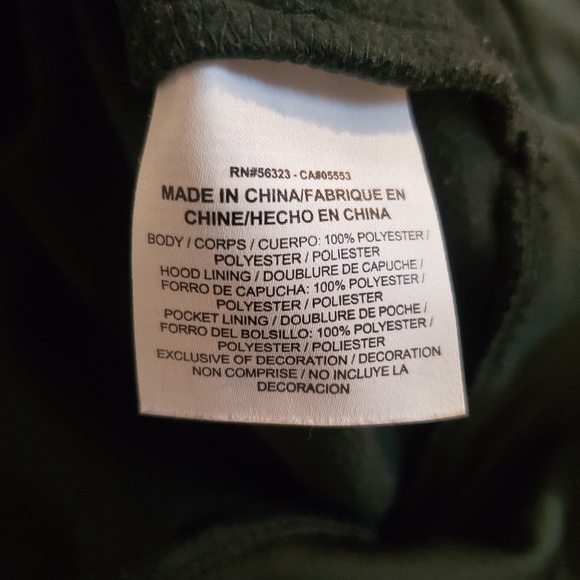 RN#56323 - CA#05553
MADE IN CHINA/FABRIQUE EN
CHINE/HECHO EN CHINA
BODY / CORPS / CUERPO: 100% POLYESTER /
POLYESTER / POLIESTER
HOOD LINING / DOUBLURE DE CAPUCHE /
FORRO DE CAPUCHA: 100% POLYESTER /
POLYESTER / POLIESTER
POCKET LINING / DOUBLURE DE POCHE /
FORRO DEL BOLSILLO: 100% POLYESTER /
POLYESTER / POLIESTER
EXCLUSIVE OF DECORATION / DECORATION
NON COMPRISE / NO INCLUYE LA
DECORACION